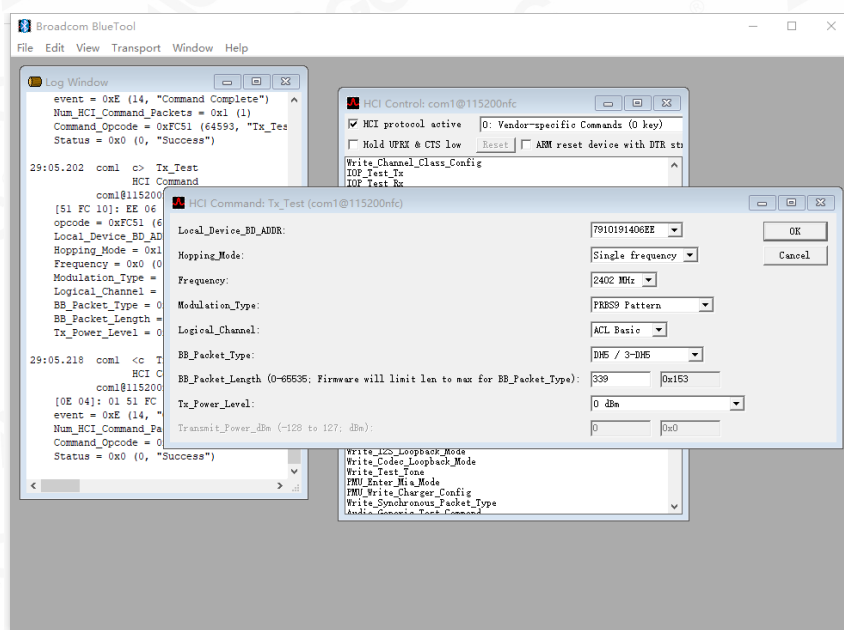 Broadcom BlueTool
File Edit View Transport Window Help
Log Window
event = 0xE (14, "Command Complete")
Num_HCI_Command_Packets = 0x1 (1)
Command_Opcode = 0xFC51 (64593, "Tx_Tes
Status = 0x0 (0, "Success")
29:05.202 com1 c> Tx_Test
HCI Command
com1@115200
[51 FC 10]: EE 06
opcode = 0xFC51 (6
Local_Device_BD_AD
Hopping_Mode = 0x1
Frequency = 0x0 (0
Modulation_Type =
Logical_Channel =
BB_Packet_Type = 0
BB_Packet_Length =
Tx_Power_Level = 0
29:05.218 com1 <c T
HCI C
com1@115200
[0E 04]: 01 51 FC
event = 0xE (14, "
Num_HCI_Command_Pa
Command_Opcode = 0
Status = 0x0 (0, "Success")
HCI Control: com1@115200nfc
HCI protocol active 0: Vendor-specific Commands (0 key)
Hold UPRX & CTS low Reset ARM reset device with DTR str
Write_Channel_Class_Config
IOP_Test_Tx
IOP_Test_Rx
HCI Command: Tx_Test (com1@115200nfc)
Local_Device_BD_ADDR: 7910191406EE OK
Hopping_Mode: Single frequency Cancel
Frequency: 2402 MHz
Modulation_Type: PRBS9 Pattern
Logical_Channel: ACL Basic
BB_Packet_Type: DH5 / 3-DH5
BB_Packet_Length (0-65535; Firmware will limit len to max for BB_Packet_Type): 339 0x153
Tx_Power_Level: 0 dBm
Transmit_Power_dBm (-128 to 127; dBm): 0 0x0
Write_I2S_Loopback_Mode
Write_Codec_Loopback_Mode
Write_Test_Tone
PMU_Enter_Mia_Mode
PMU_Write_Charger_Config
Write_Synchronous_Packet_Type
Audio_Generic_Test_Command